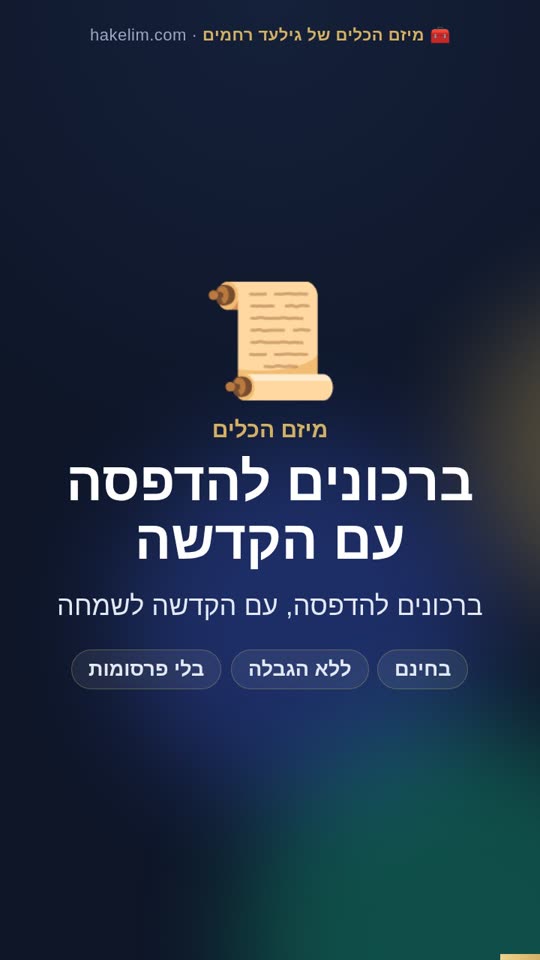 🧰 מיזם הכלים של גילעד רחמים · hakelim.com
מיזם הכלים
ברכונים להדפסה
עם הקדשה
ברכונים להדפסה, עם הקדשה לשמחה
בחינם
ללא הגבלה
בלי פרסומות